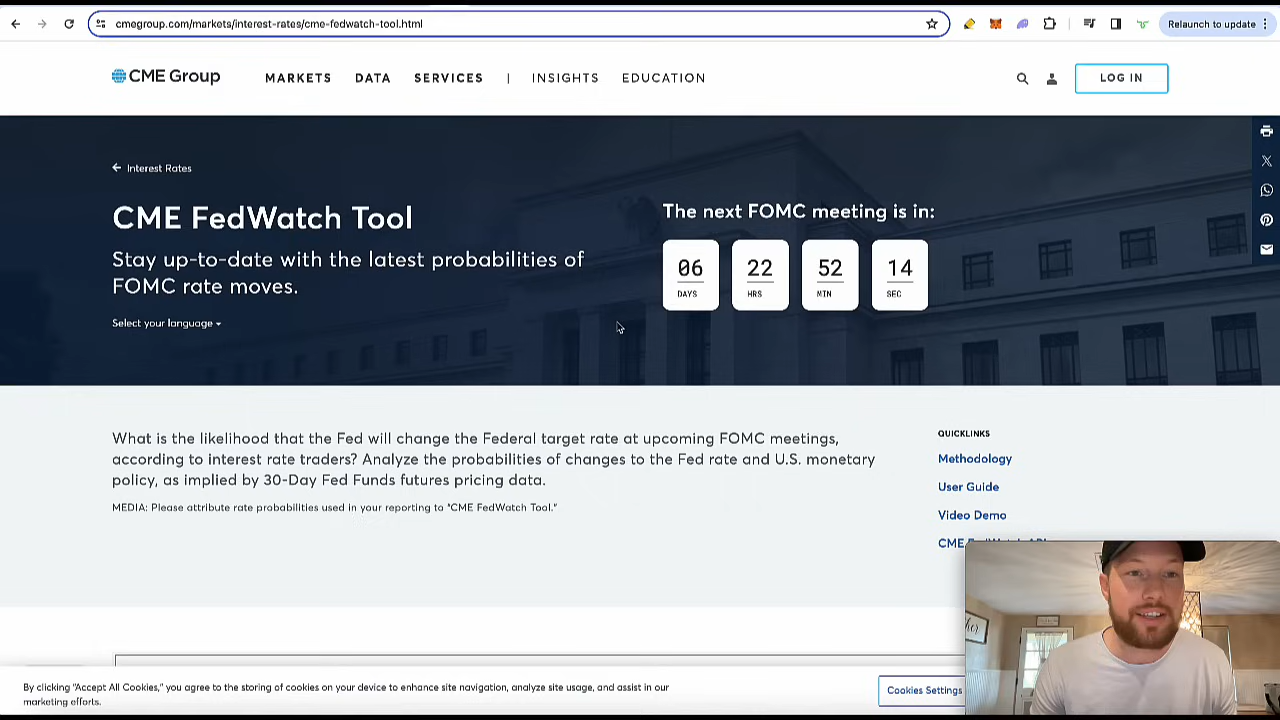 cmegroup.com/markets/interest-rates/cme-fedwatch-tool.html
Relaunch to update
CME Group
MARKETS DATA SERVICES | INSIGHTS EDUCATION
LOG IN
Interest Rates
CME FedWatch Tool
Stay up-to-date with the latest probabilities of
FOMC rate moves.
Select your language
The next FOMC meeting is in:
06 22 52 14
DAYS HRS MIN SEC
What is the likelihood that the Fed will change the Federal target rate at upcoming FOMC meetings,
according to interest rate traders? Analyze the probabilities of changes to the Fed rate and U.S. monetary
policy, as implied by 30-Day Fed Funds futures pricing data.
MEDIA: Please attribute rate probabilities used in your reporting to "CME FedWatch Tool."
QUICKLINKS
Methodology
User Guide
Video Demo
CME
By clicking "Accept All Cookies," you agree to the storing of cookies on your device to enhance site navigation, analyze site usage, and assist in our
marketing efforts.
Cookies Settings